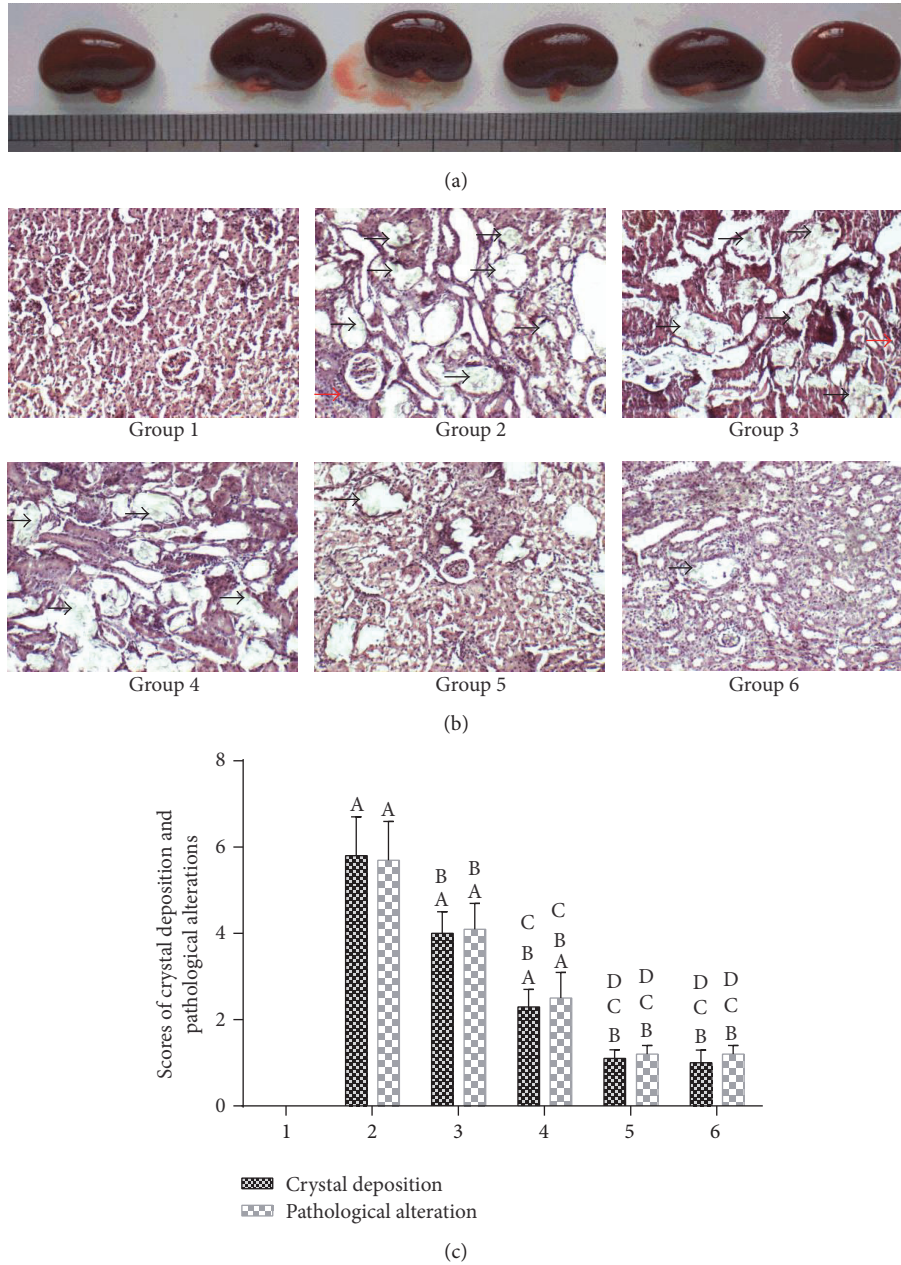 (a)
Group 1
Group 2
Group 3
Group 4
Group 5
Group 6
(b)
Scores of crystal deposition and
pathological alterations
8
6
4
2
0
A
A
B
A
B
A
C
B
A
C
B
A
D
C
B
D
C
B
D
C
B
D
C
B
1
2
3
4
5
6
Crystal deposition
Pathological alteration
(c)